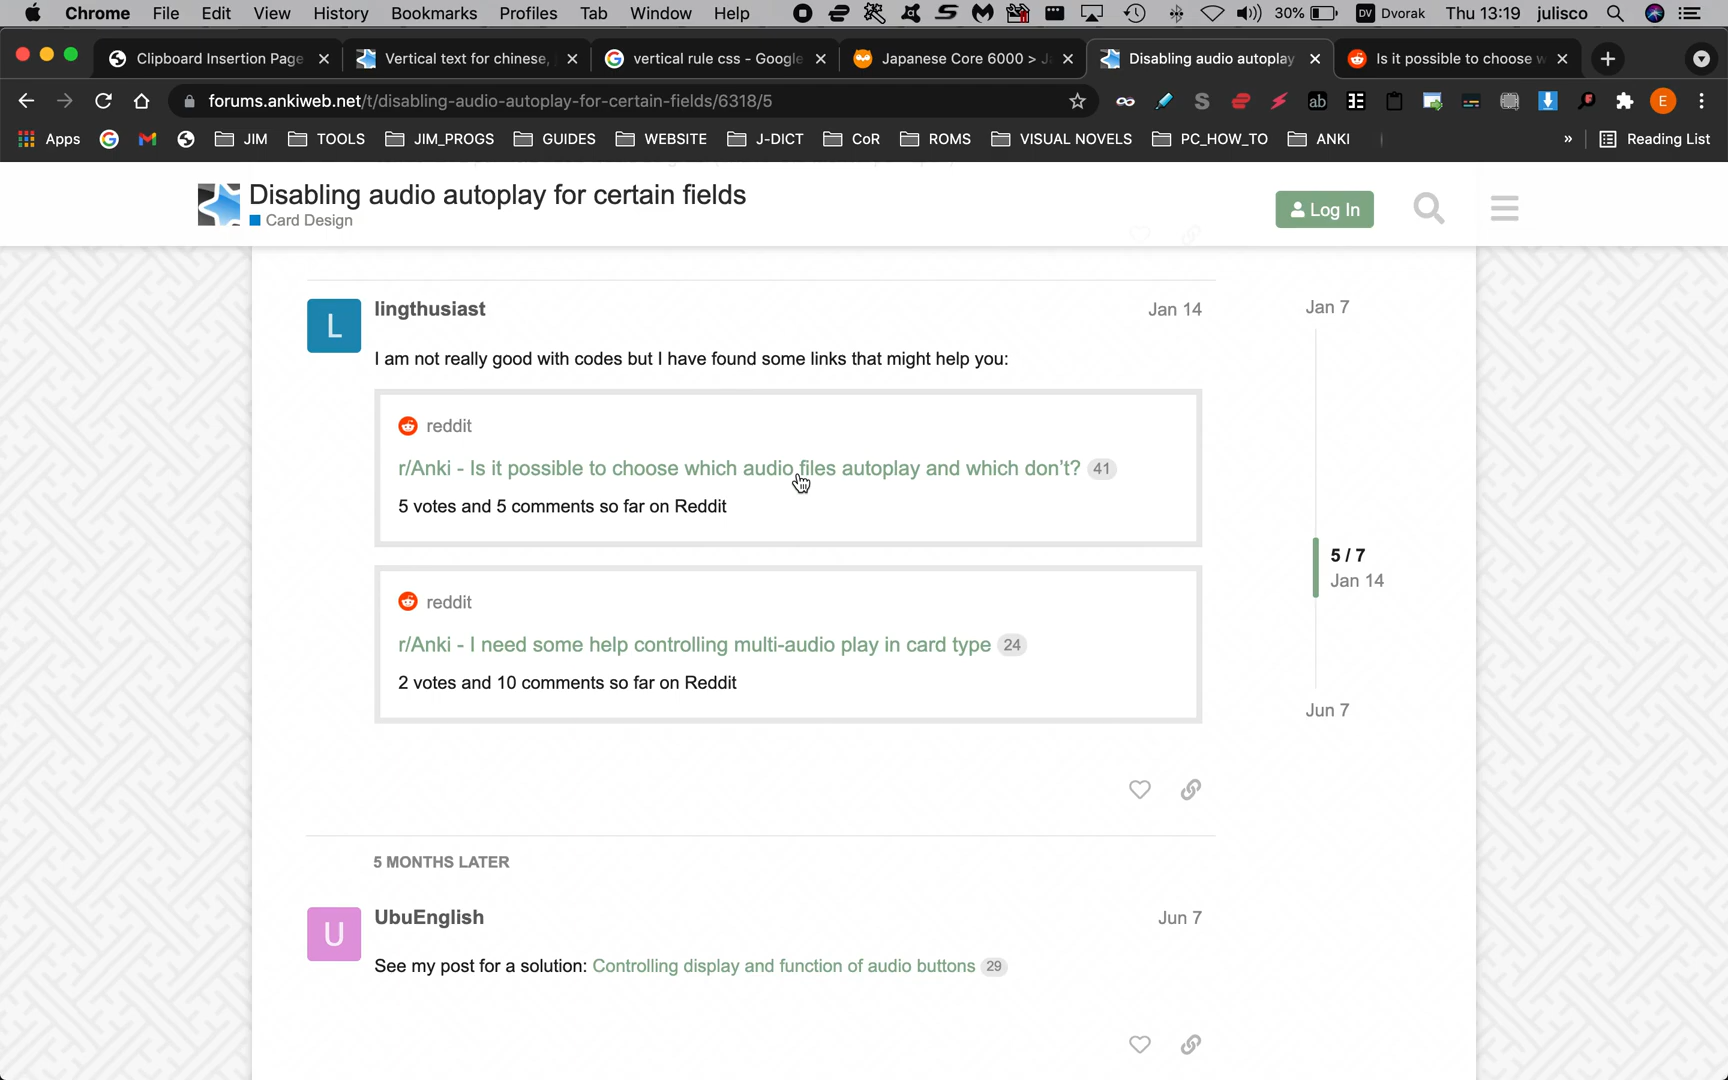 Chrome File Edit View History Bookmarks Profiles Tab Window Help 30% DV Dvorak Thu 13:19 julisco
Clipboard Insertion Page Vertical text for chinese, vertical rule css - Google Japanese Core 6000 > Ja Disabling audio autoplay Is it possible to choose w
forums.ankiweb.net/t/disabling-audio-autoplay-for-certain-fields/6318/5 S ab E
Apps JIM TOOLS JIM_PROGS GUIDES WEBSITE J-DICT CoR ROMS VISUAL NOVELS PC_HOW_TO ANKI » Reading List
Disabling audio autoplay for certain fields
Card Design
Log In
L
lingthusiast
Jan 14
Jan 7
I am not really good with codes but I have found some links that might help you:
reddit
r/Anki - Is it possible to choose which audio files autoplay and which don't? 41
5 votes and 5 comments so far on Reddit
5 / 7
Jan 14
reddit
r/Anki - I need some help controlling multi-audio play in card type 24
2 votes and 10 comments so far on Reddit
Jun 7
5 MONTHS LATER
U
UbuEnglish
Jun 7
See my post for a solution: Controlling display and function of audio buttons 29